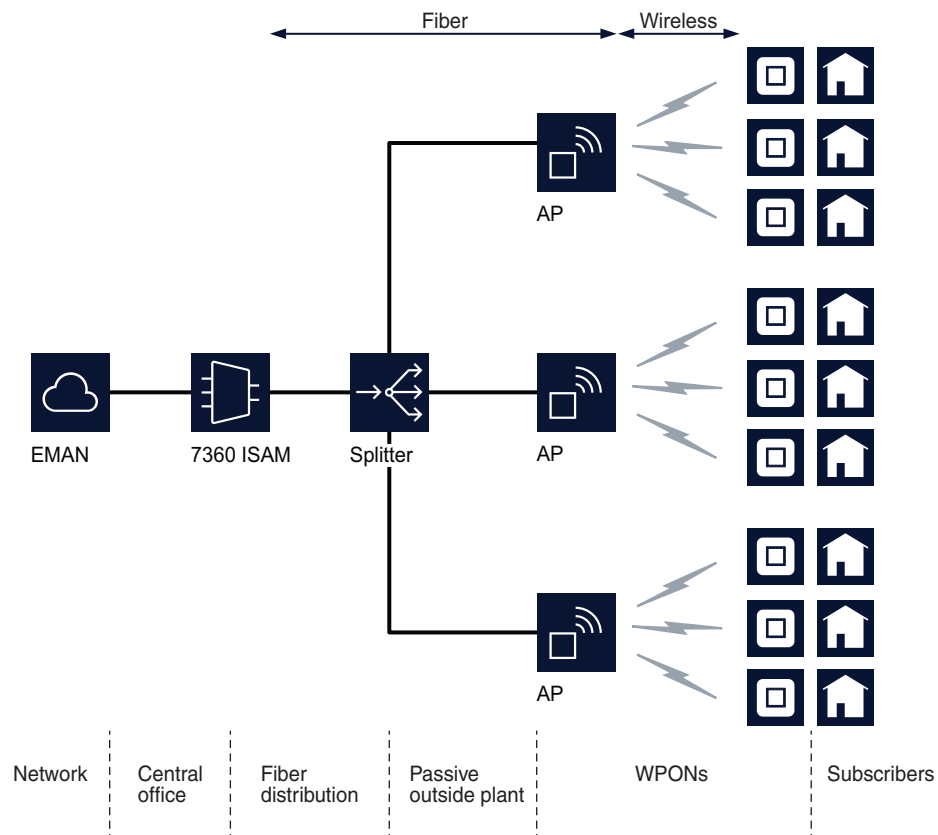 Fiber
Wireless
AP
EMAN
7360 ISAM
Splitter
AP
AP
Network
Central
office
Fiber
distribution
Passive
outside plant
WPONs
Subscribers